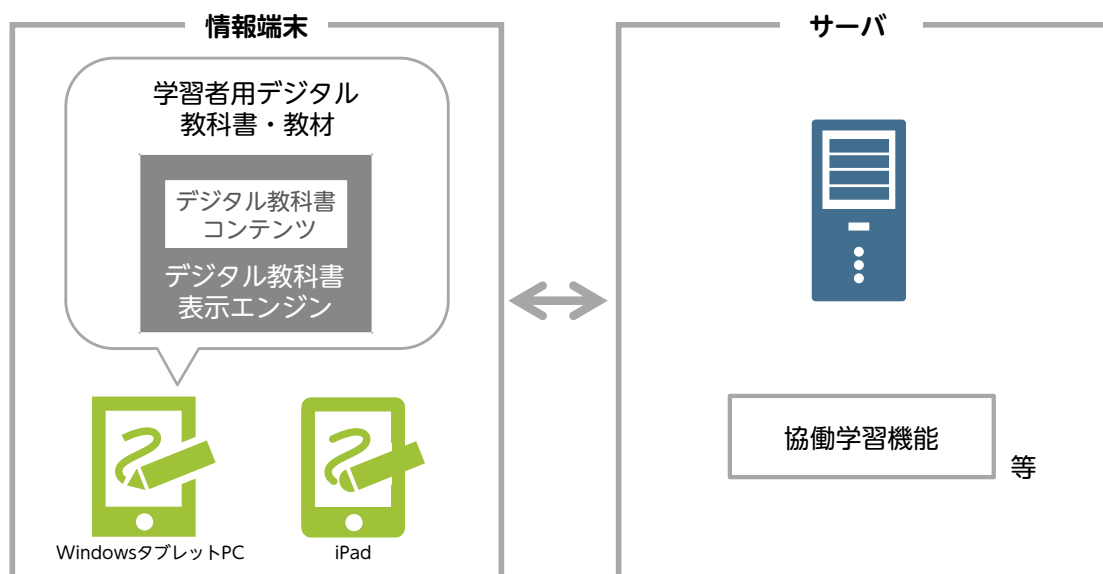 情報端末
学習者用デジタル
教科書・教材
デジタル教科書
コンテンツ
デジタル教科書
表示エンジン
WindowsタブレットPC
iPad
サーバ
協働学習機能
等